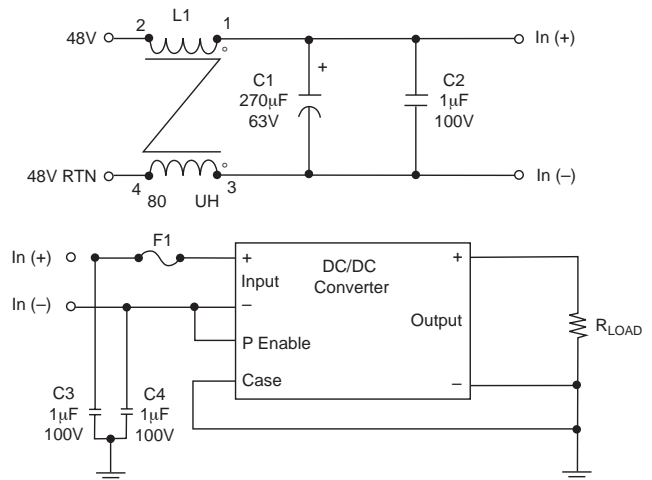 L1
2 1
48V
In (+)
+
C1
270µF
63V
C2
1µF
100V
48V RTN
4 3
80 UH
In (–)
In (+)
F1
+
Input
DC/DC
Converter
+
In (–)
–
Output
P Enable
Case
–
R_LOAD
C3
1µF
100V
C4
1µF
100V